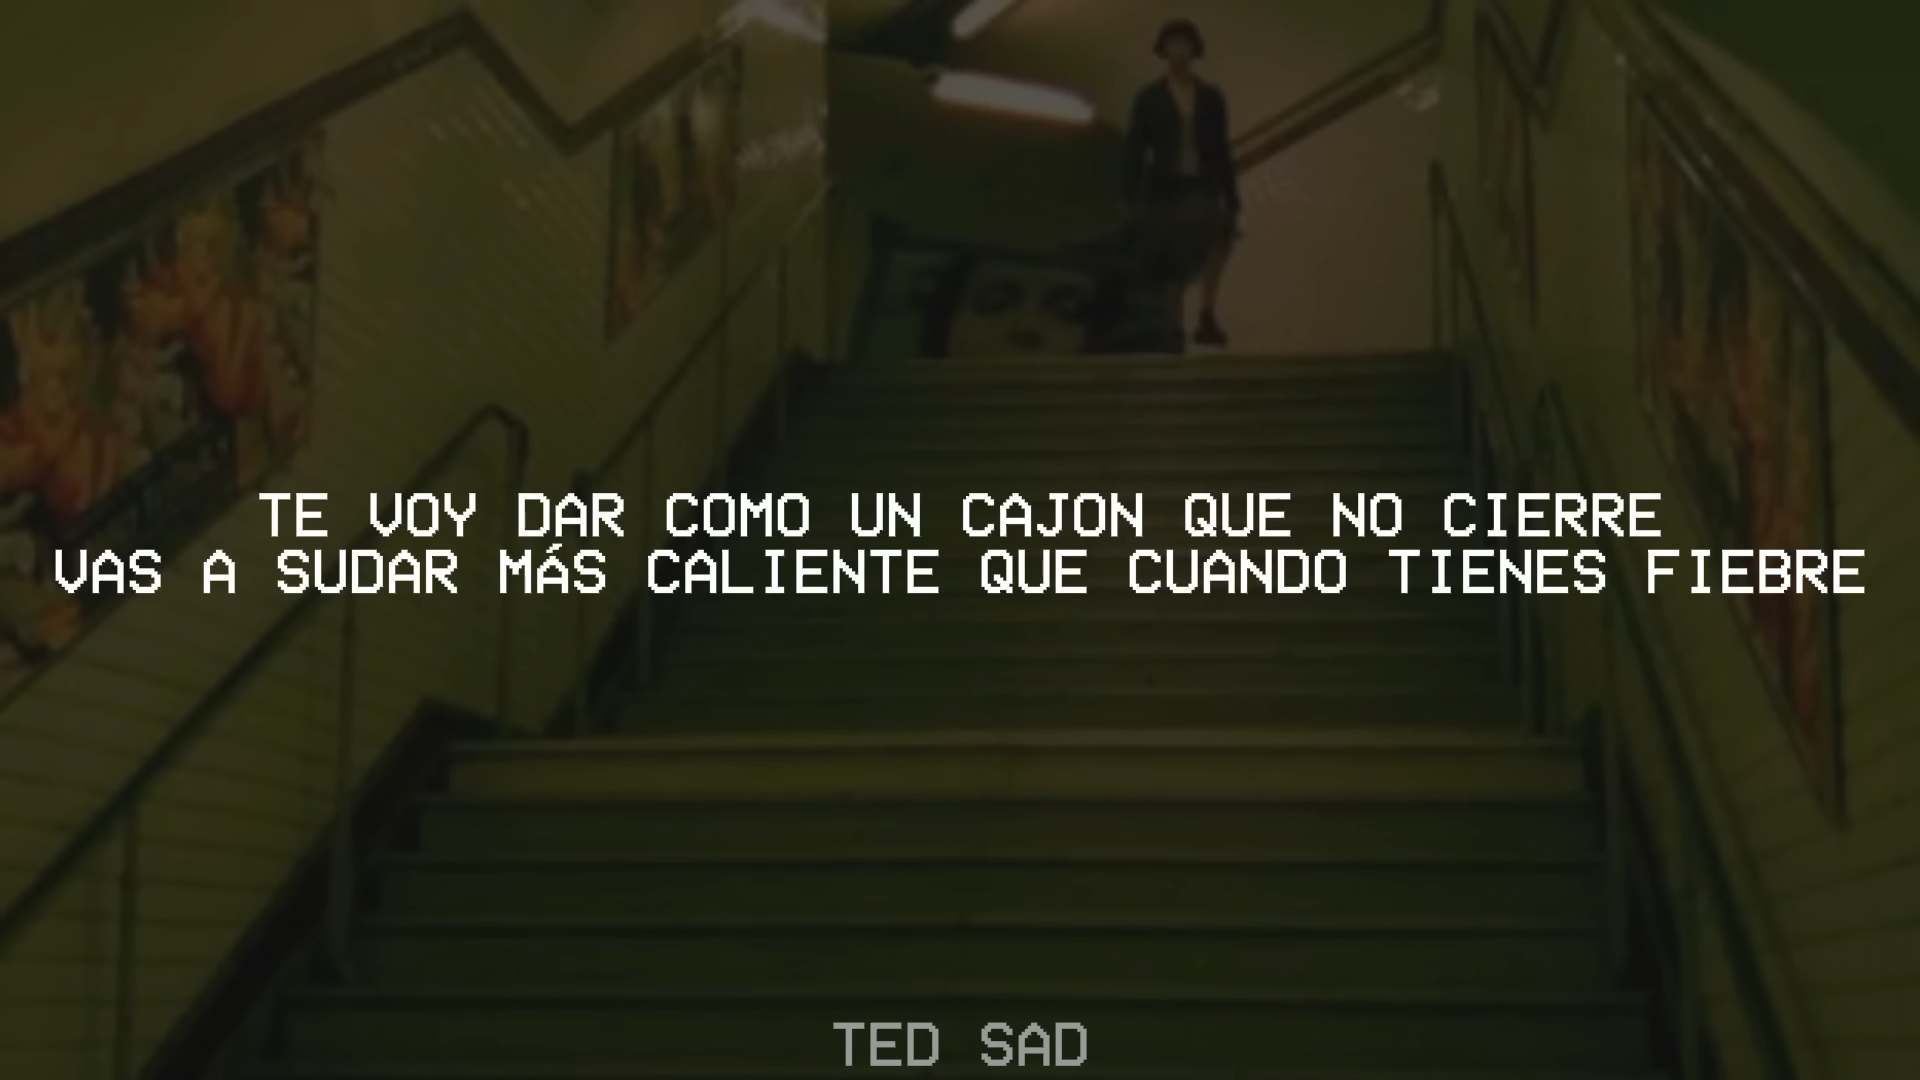 TE VOY DAR COMO UN CAJON QUE NO CIERRE
VAS A SUDAR MÁS CALIENTE QUE CUANDO TIENES FIEBRE
TED SAD